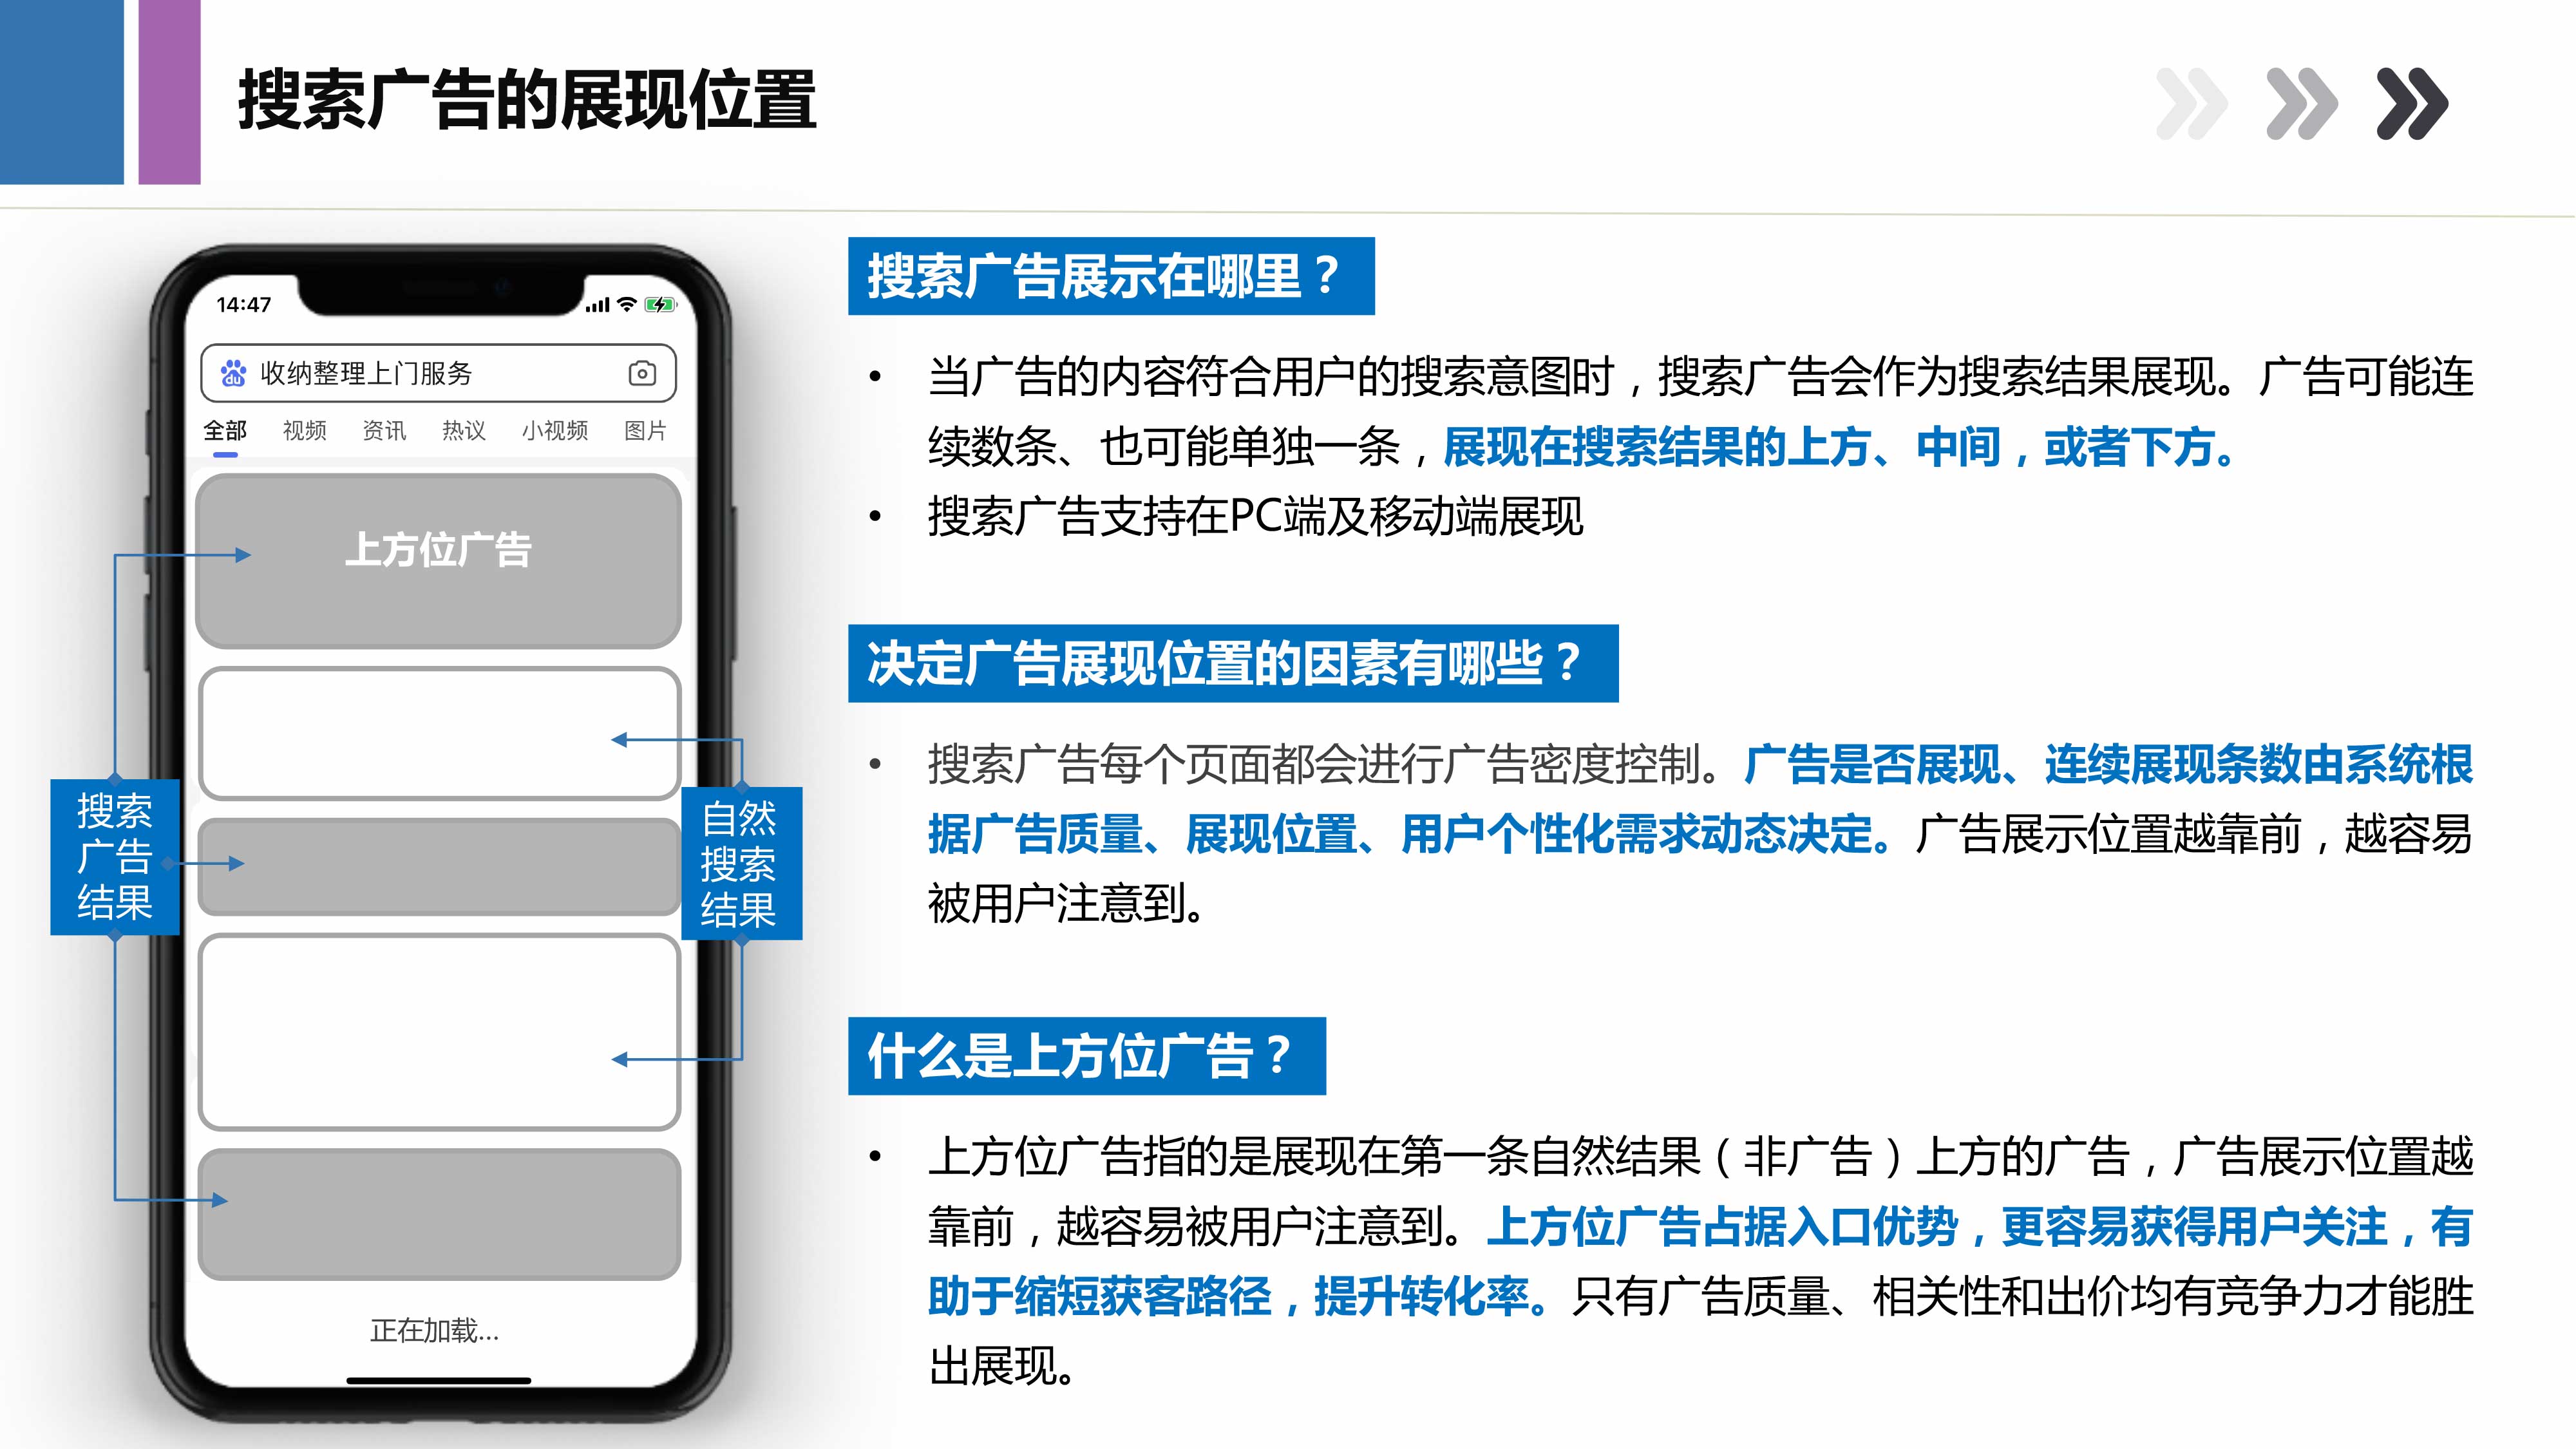 搜索广告的展现位置
14:47
du 收纳整理上门服务
全部 视频 资讯 热议 小视频 图片
上方位广告
搜索
广告
结果
自然
搜索
结果
正在加载...
搜索广告展示在哪里？
• 当广告的内容符合用户的搜索意图时，搜索广告会作为搜索结果展现。广告可能连
续数条、也可能单独一条，展现在搜索结果的上方、中间，或者下方。
• 搜索广告支持在PC端及移动端展现
决定广告展现位置的因素有哪些？
• 搜索广告每个页面都会进行广告密度控制。广告是否展现、连续展现条数由系统根
据广告质量、展现位置、用户个性化需求动态决定。广告展示位置越靠前，越容易
被用户注意到。
什么是上方位广告？
• 上方位广告指的是展现在第一条自然结果（非广告）上方的广告，广告展示位置越
靠前，越容易被用户注意到。上方位广告占据入口优势，更容易获得用户关注，有
助于缩短获客路径，提升转化率。只有广告质量、相关性和出价均有竞争力才能胜
出展现。